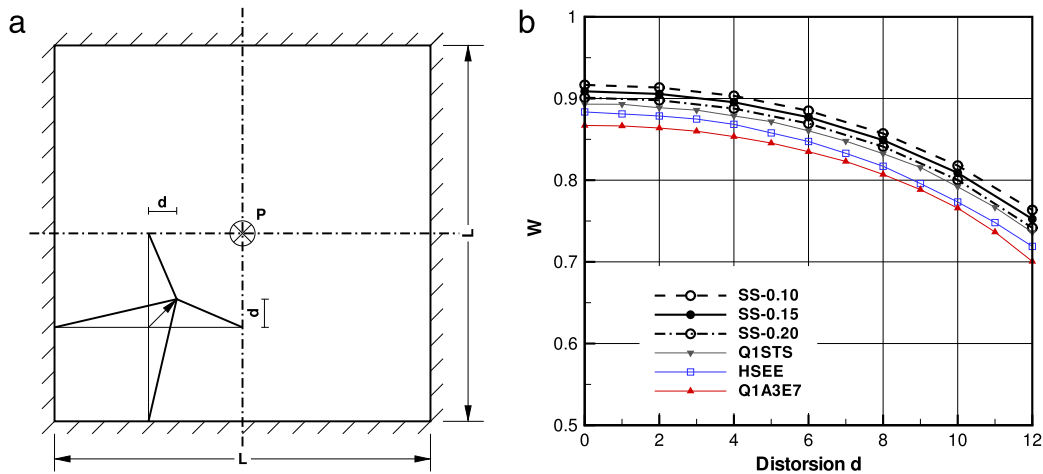 a
d
P
L
d
L
b
1
0.9
0.8
0.7
0.6
0.5
W
SS-0.10
SS-0.15
SS-0.20
Q1STS
HSEE
Q1A3E7
0 2 4 6 8 10 12
Distorsion d